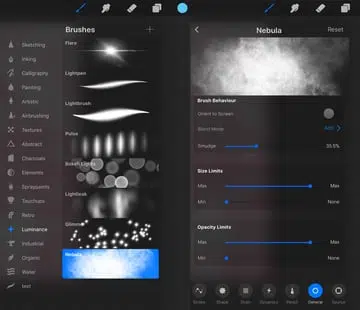 Brushes
Sketching
Inking
Calligraphy
Painting
Artistic
Airbrushing
Textures
Abstract
Charcoals
Elements
Spraypaints
Touchups
Retro
Luminance
Industrial
Organic
Water
Flare
Lightpen
Lightbrush
Pulse
Bokeh Lights
Lightleak
Glimmer
Nebula
Nebula
Reset
Brush Behaviour
Orient to Screen
Blend Mode
Add
Smudge
35.5%
Size Limits
Max
Max
Min
None
Opacity Limits
Max
Max
Min
None
Stroke
Shape
Grain
Dynamics
Pencil
General
Source